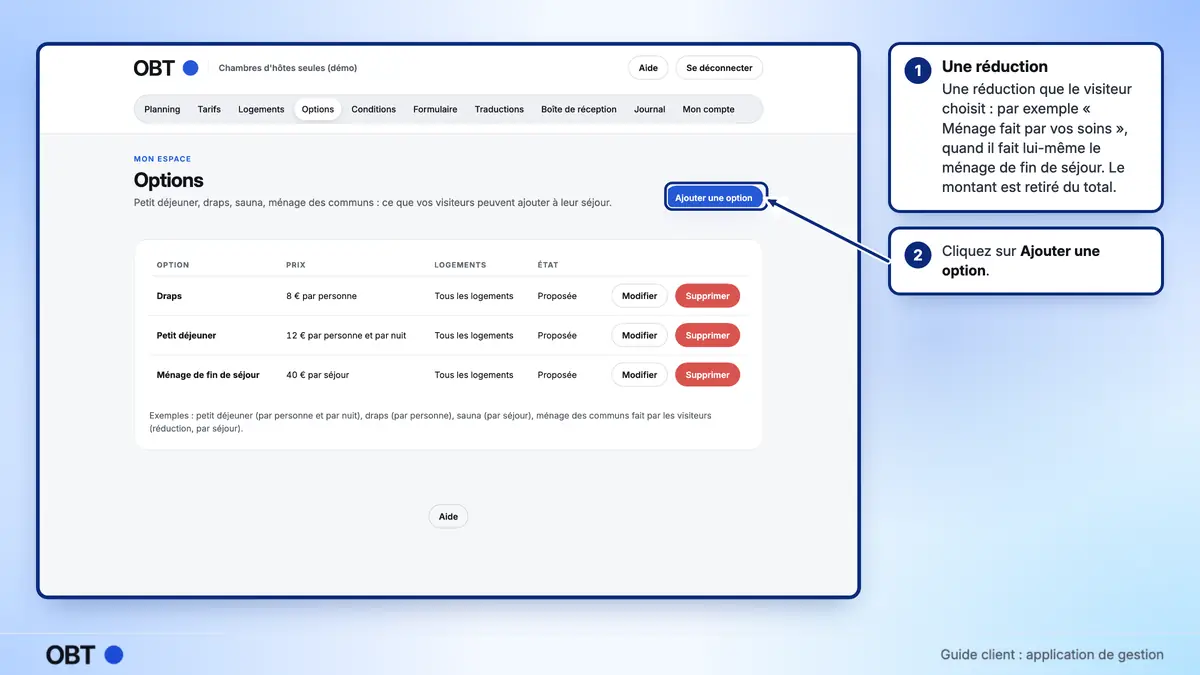 OBT
Chambres d'hôtes seules (démo)
Aide
Se déconnecter
Planning
Tarifs
Logements
Options
Conditions
Formulaire
Traductions
Boîte de réception
Journal
Mon compte
MON ESPACE
Options
Petit déjeuner, draps, sauna, ménage des communs : ce que vos visiteurs peuvent ajouter à leur séjour.
Ajouter une option
OPTION PRIX LOGEMENTS ÉTAT
Draps 8 € par personne Tous les logements Proposée Modifier Supprimer
Petit déjeuner 12 € par personne et par nuit Tous les logements Proposée Modifier Supprimer
Ménage de fin de séjour 40 € par séjour Tous les logements Proposée Modifier Supprimer
Exemples : petit déjeuner (par personne et par nuit), draps (par personne), sauna (par séjour), ménage des communs fait par les visiteurs
(réduction, par séjour).
Aide
1 Une réduction
Une réduction que le visiteur
choisit : par exemple «
Ménage fait par vos soins »,
quand il fait lui-même le
ménage de fin de séjour. Le
montant est retiré du total.
2 Cliquez sur Ajouter une
option.
OBT
Guide client : application de gestion